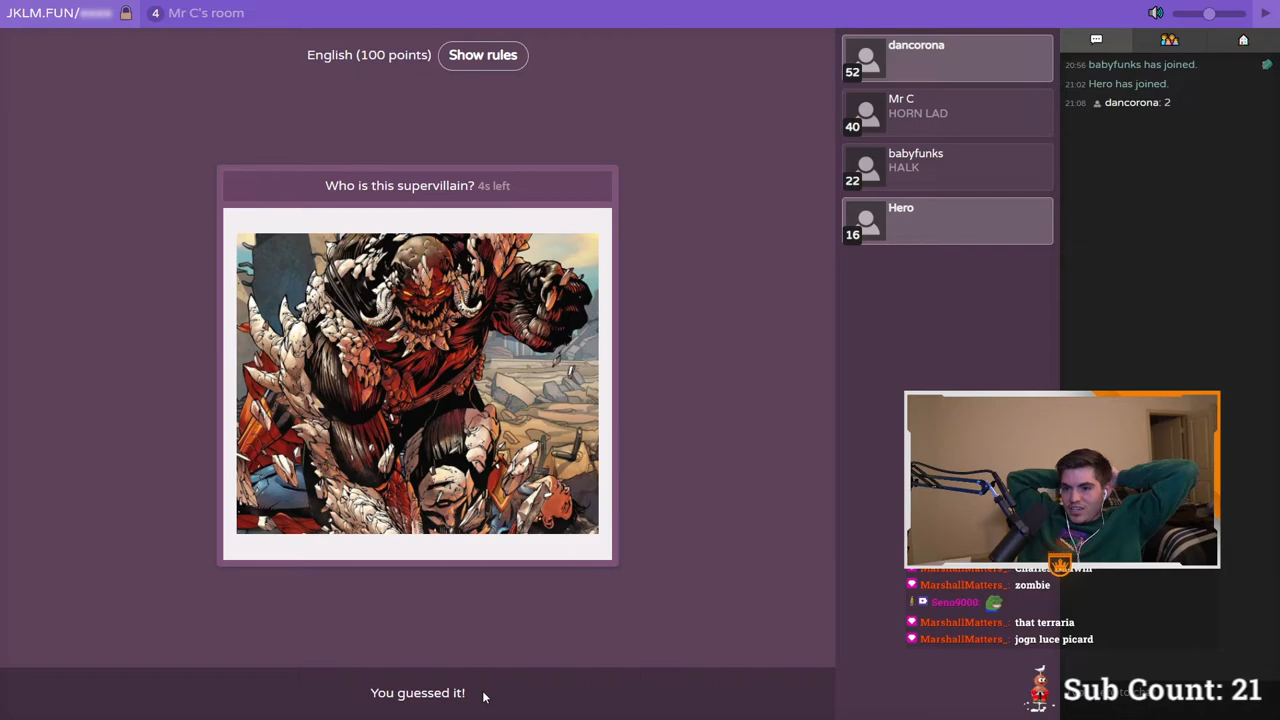 JKLM.FUN/
4 Mr C's room
English (100 points) Show rules
Who is this supervillain? 4s left
You guessed it!
dancorona
52
Mr C
HORN LAD
40
babyfunks
HALK
22
Hero
16
20:56 babyfunks has joined.
21:02 Hero has joined.
21:08 dancorona: 2
MarshallMatters_: Charles Darwin
MarshallMatters_: zombie
Seno9000:
MarshallMatters_: that terraria
MarshallMatters_: jogn luce picard
Sub Count: 21